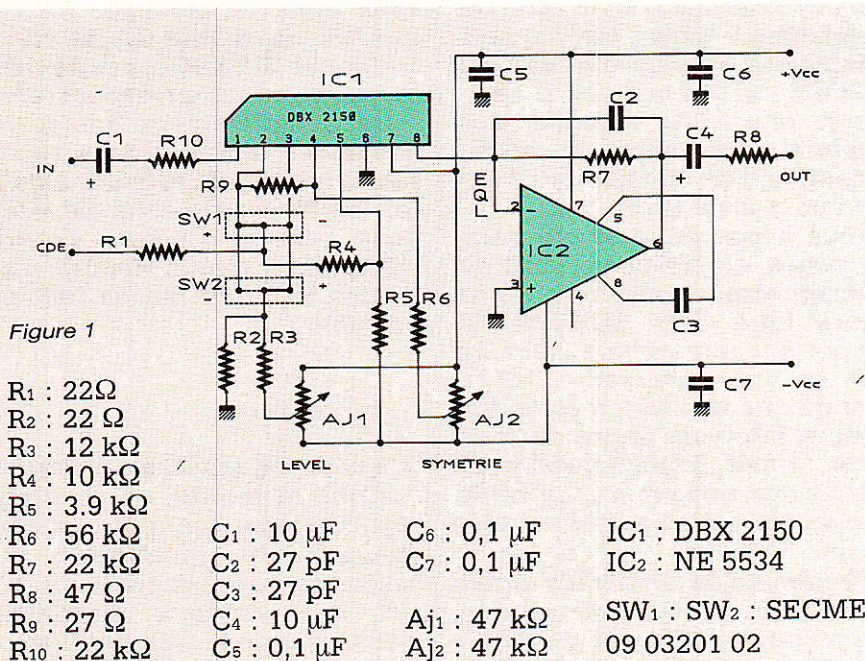 IC1
DBX 2150
1 2 3 4 5 6 7 8
C1
+
R10
IN
R9
SW1
+
-
CDE
R1
R4
+
SW2
-
R2
R3
R5
R6
AJ1
AJ2
LEVEL
SYMETRIE
C5
C6
+Vcc
C2
C4
R8
R7
+
OUT
EQL
2
-
7
5
IC2
6
3
+
8
4
C3
C7
-Vcc
Figure 1
R1 : 22Ω
R2 : 22 Ω
R3 : 12 kΩ
R4 : 10 kΩ
R5 : 3.9 kΩ
R6 : 56 kΩ
R7 : 22 kΩ
R8 : 47 Ω
R9 : 27 Ω
R10 : 22 kΩ
C1 : 10 μF
C2 : 27 pF
C3 : 27 pF
C4 : 10 μF
C5 : 0,1 μF
C6 : 0,1 μF
C7 : 0,1 μF
Aj1 : 47 kΩ
Aj2 : 47 kΩ
IC1 : DBX 2150
IC2 : NE 5534
SW1 : SW2 : SECME
09 03201 02